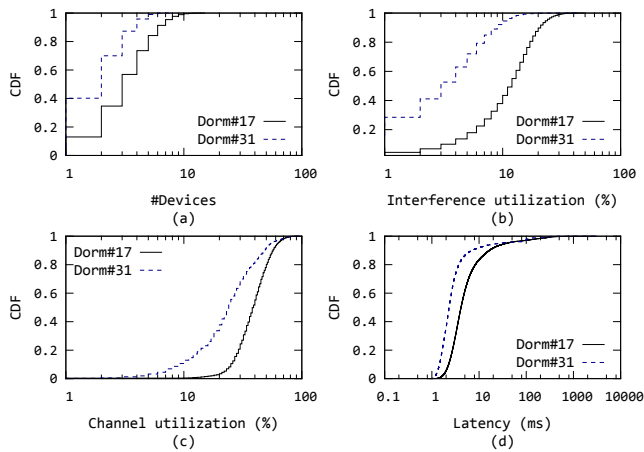 1
0.8
0.6
0.4
0.2
0
CDF
Dorm#17
Dorm#31
1 10 100
#Devices
(a)
1
0.8
0.6
0.4
0.2
CDF
Dorm#17
Dorm#31
1 10 100
Interference utilization (%)
(b)
1
0.8
0.6
0.4
0.2
0
CDF
Dorm#17
Dorm#31
1 10 100
Channel utilization (%)
(c)
1
0.8
0.6
0.4
0.2
0
CDF
Dorm#17
Dorm#31
0.1 1 10 100 1000 10000
Latency (ms)
(d)